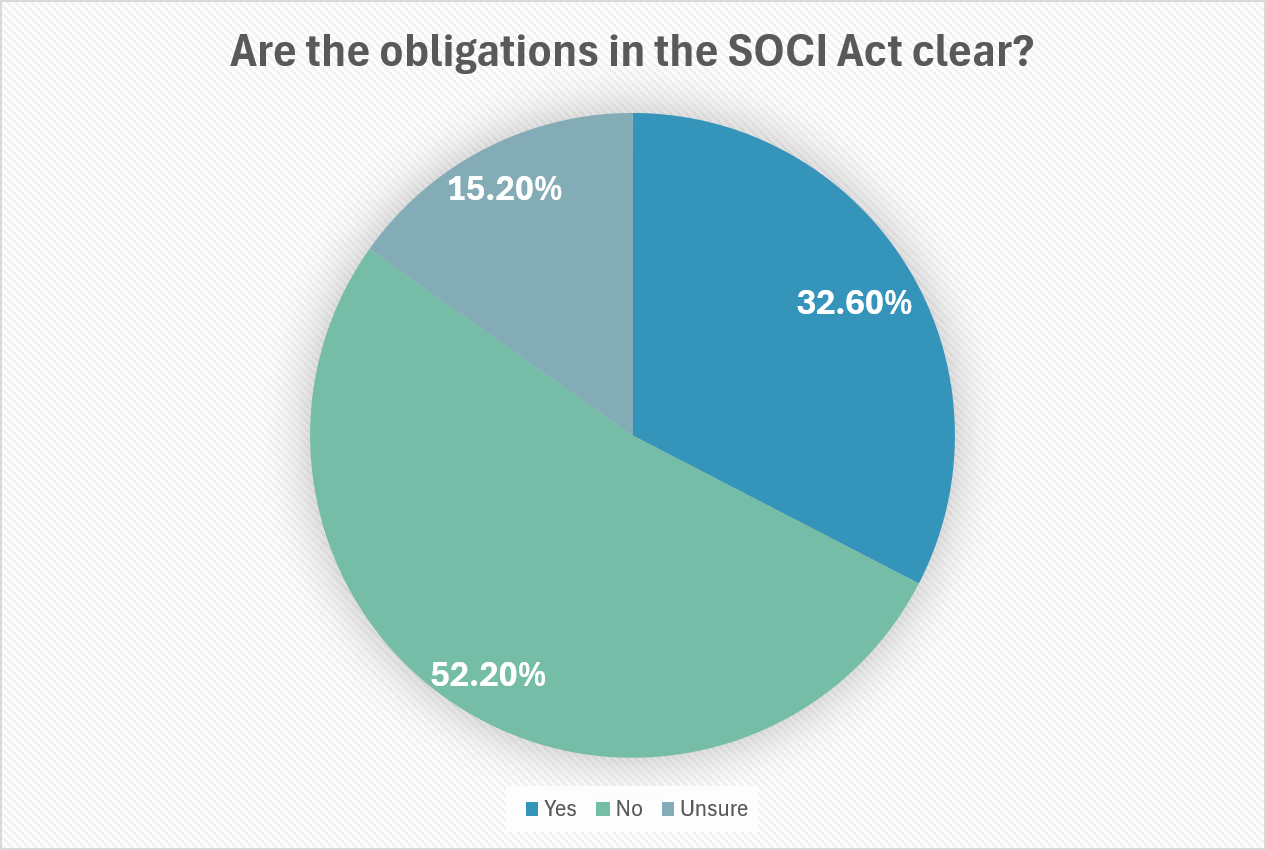 Are the obligations in the SOCI Act clear?
15.20%
32.60%
52.20%
Yes No Unsure